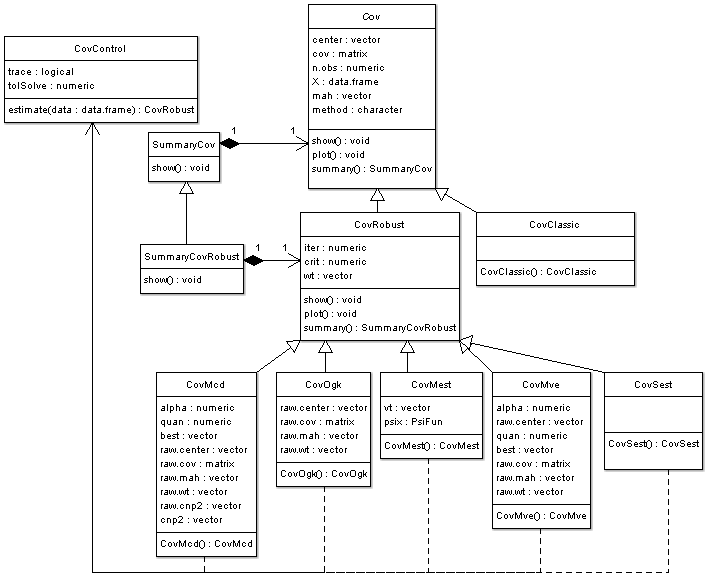 Cov
center : vector
cov : matrix
n.obs : numeric
X : data.frame
mah : vector
method : character
show() : void
plot() : void
summary() : SummaryCov
CovControl
trace : logical
tolSolve : numeric
estimate(data : data.frame) : CovRobust
SummaryCov
show() : void
1
1
SummaryCovRobust
show() : void
1
1
CovRobust
iter : numeric
crit : numeric
wt : vector
show() : void
plot() : void
summary() : SummaryCovRobust
CovClassic
CovClassic() : CovClassic
CovMcd
alpha : numeric
quan : numeric
best : vector
raw.center : vector
raw.cov : matrix
raw.mah : vector
raw.wt : vector
raw.cnp2 : vector
cnp2 : vector
CovMcd() : CovMcd
CovOgk
raw.center : vector
raw.cov : matrix
raw.mah : vector
raw.wt : vector
CovOgk() : CovOgk
CovMest
vt : vector
psix : PsiFun
CovMest() : CovMest
CovMve
alpha : numeric
raw.center : vector
quan : numeric
best : vector
raw.cov : matrix
raw.mah : vector
raw.wt : vector
CovMve() : CovMve
CovSest
CovSest() : CovSest